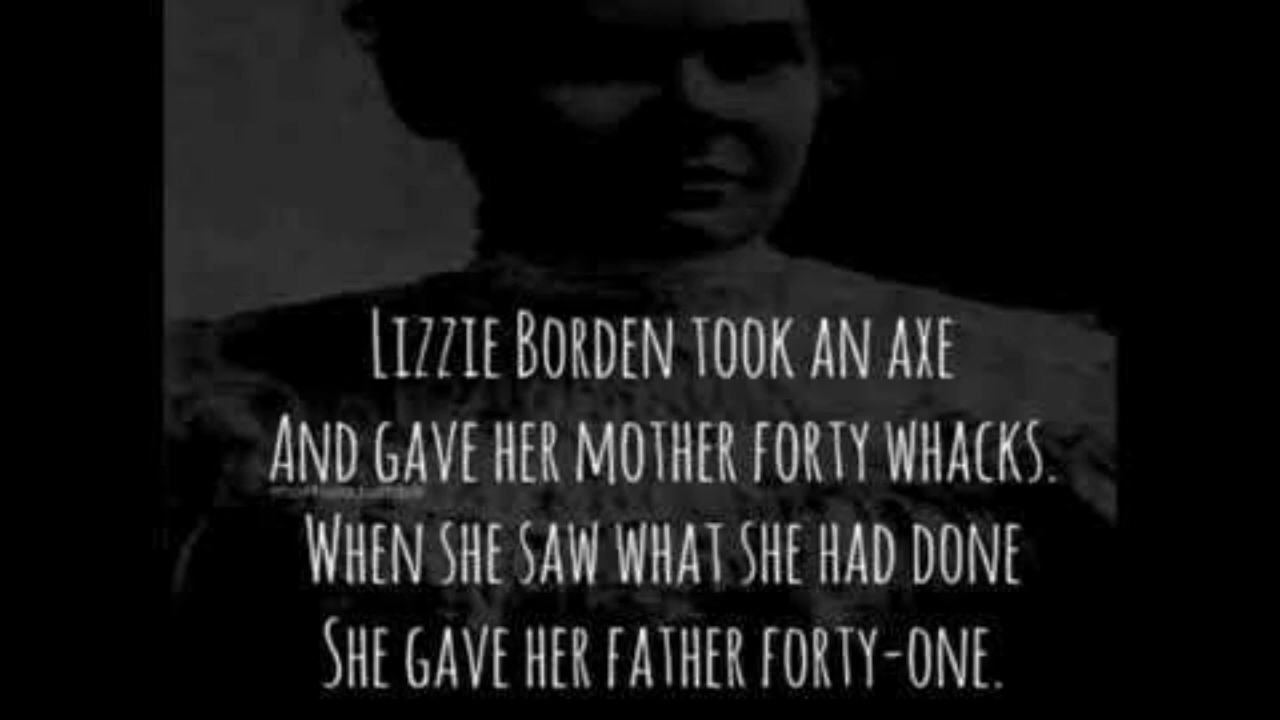 Lizzie Borden took an axe
And gave her mother forty whacks.
When she saw what she had done
She gave her father forty-one.